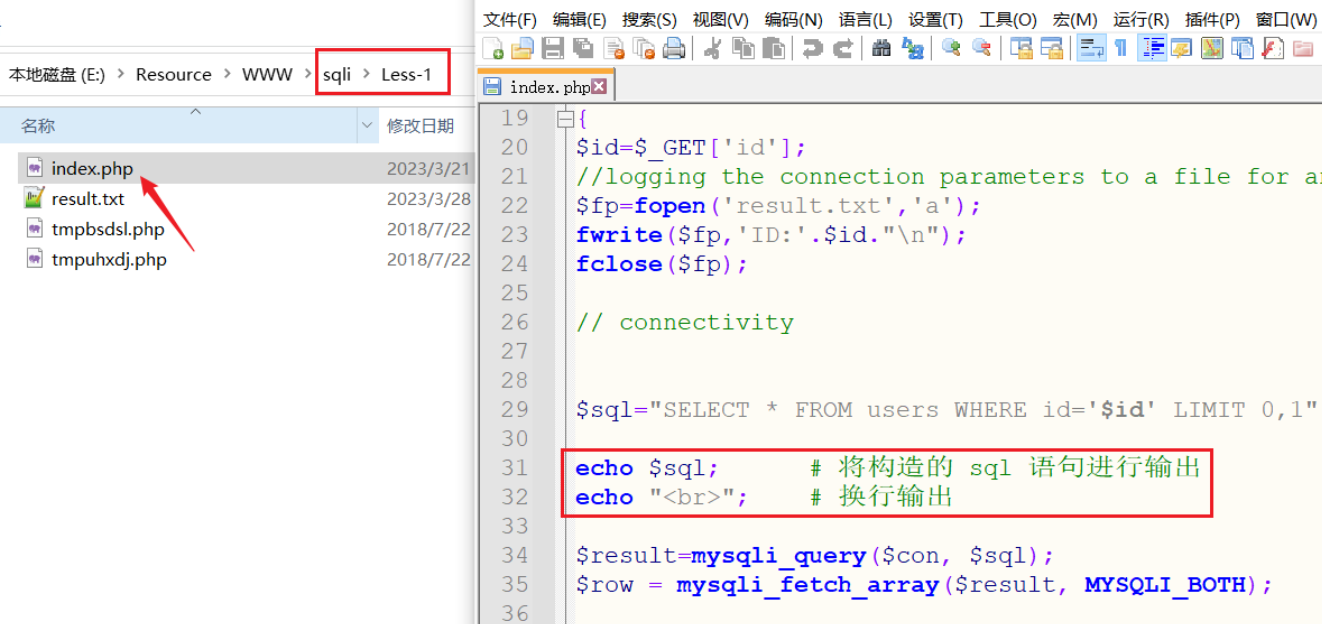 本地磁盘 (E:) > Resource > WWW > sqli > Less-1
名称 修改日期
index.php 2023/3/21
result.txt 2023/3/28
tmpbsdsl.php 2018/7/22
tmpuhxdj.php 2018/7/22
文件(F) 编辑(E) 搜索(S) 视图(V) 编码(N) 语言(L) 设置(T) 工具(O) 宏(M) 运行(R) 插件(P) 窗口(W)
index.php
19 {
20 $id=$_GET['id'];
21 //logging the connection parameters to a file for
22 $fp=fopen('result.txt','a');
23 fwrite($fp,'ID:'.$id."\n");
24 fclose($fp);
25
26 // connectivity
27
28
29 $sql="SELECT * FROM users WHERE id='$id' LIMIT 0,1"
30
31 echo $sql; # 将构造的 sql 语句进行输出
32 echo "<br>"; # 换行输出
33
34 $result=mysqli_query($con, $sql);
35 $row = mysqli_fetch_array($result, MYSQLI_BOTH);
36